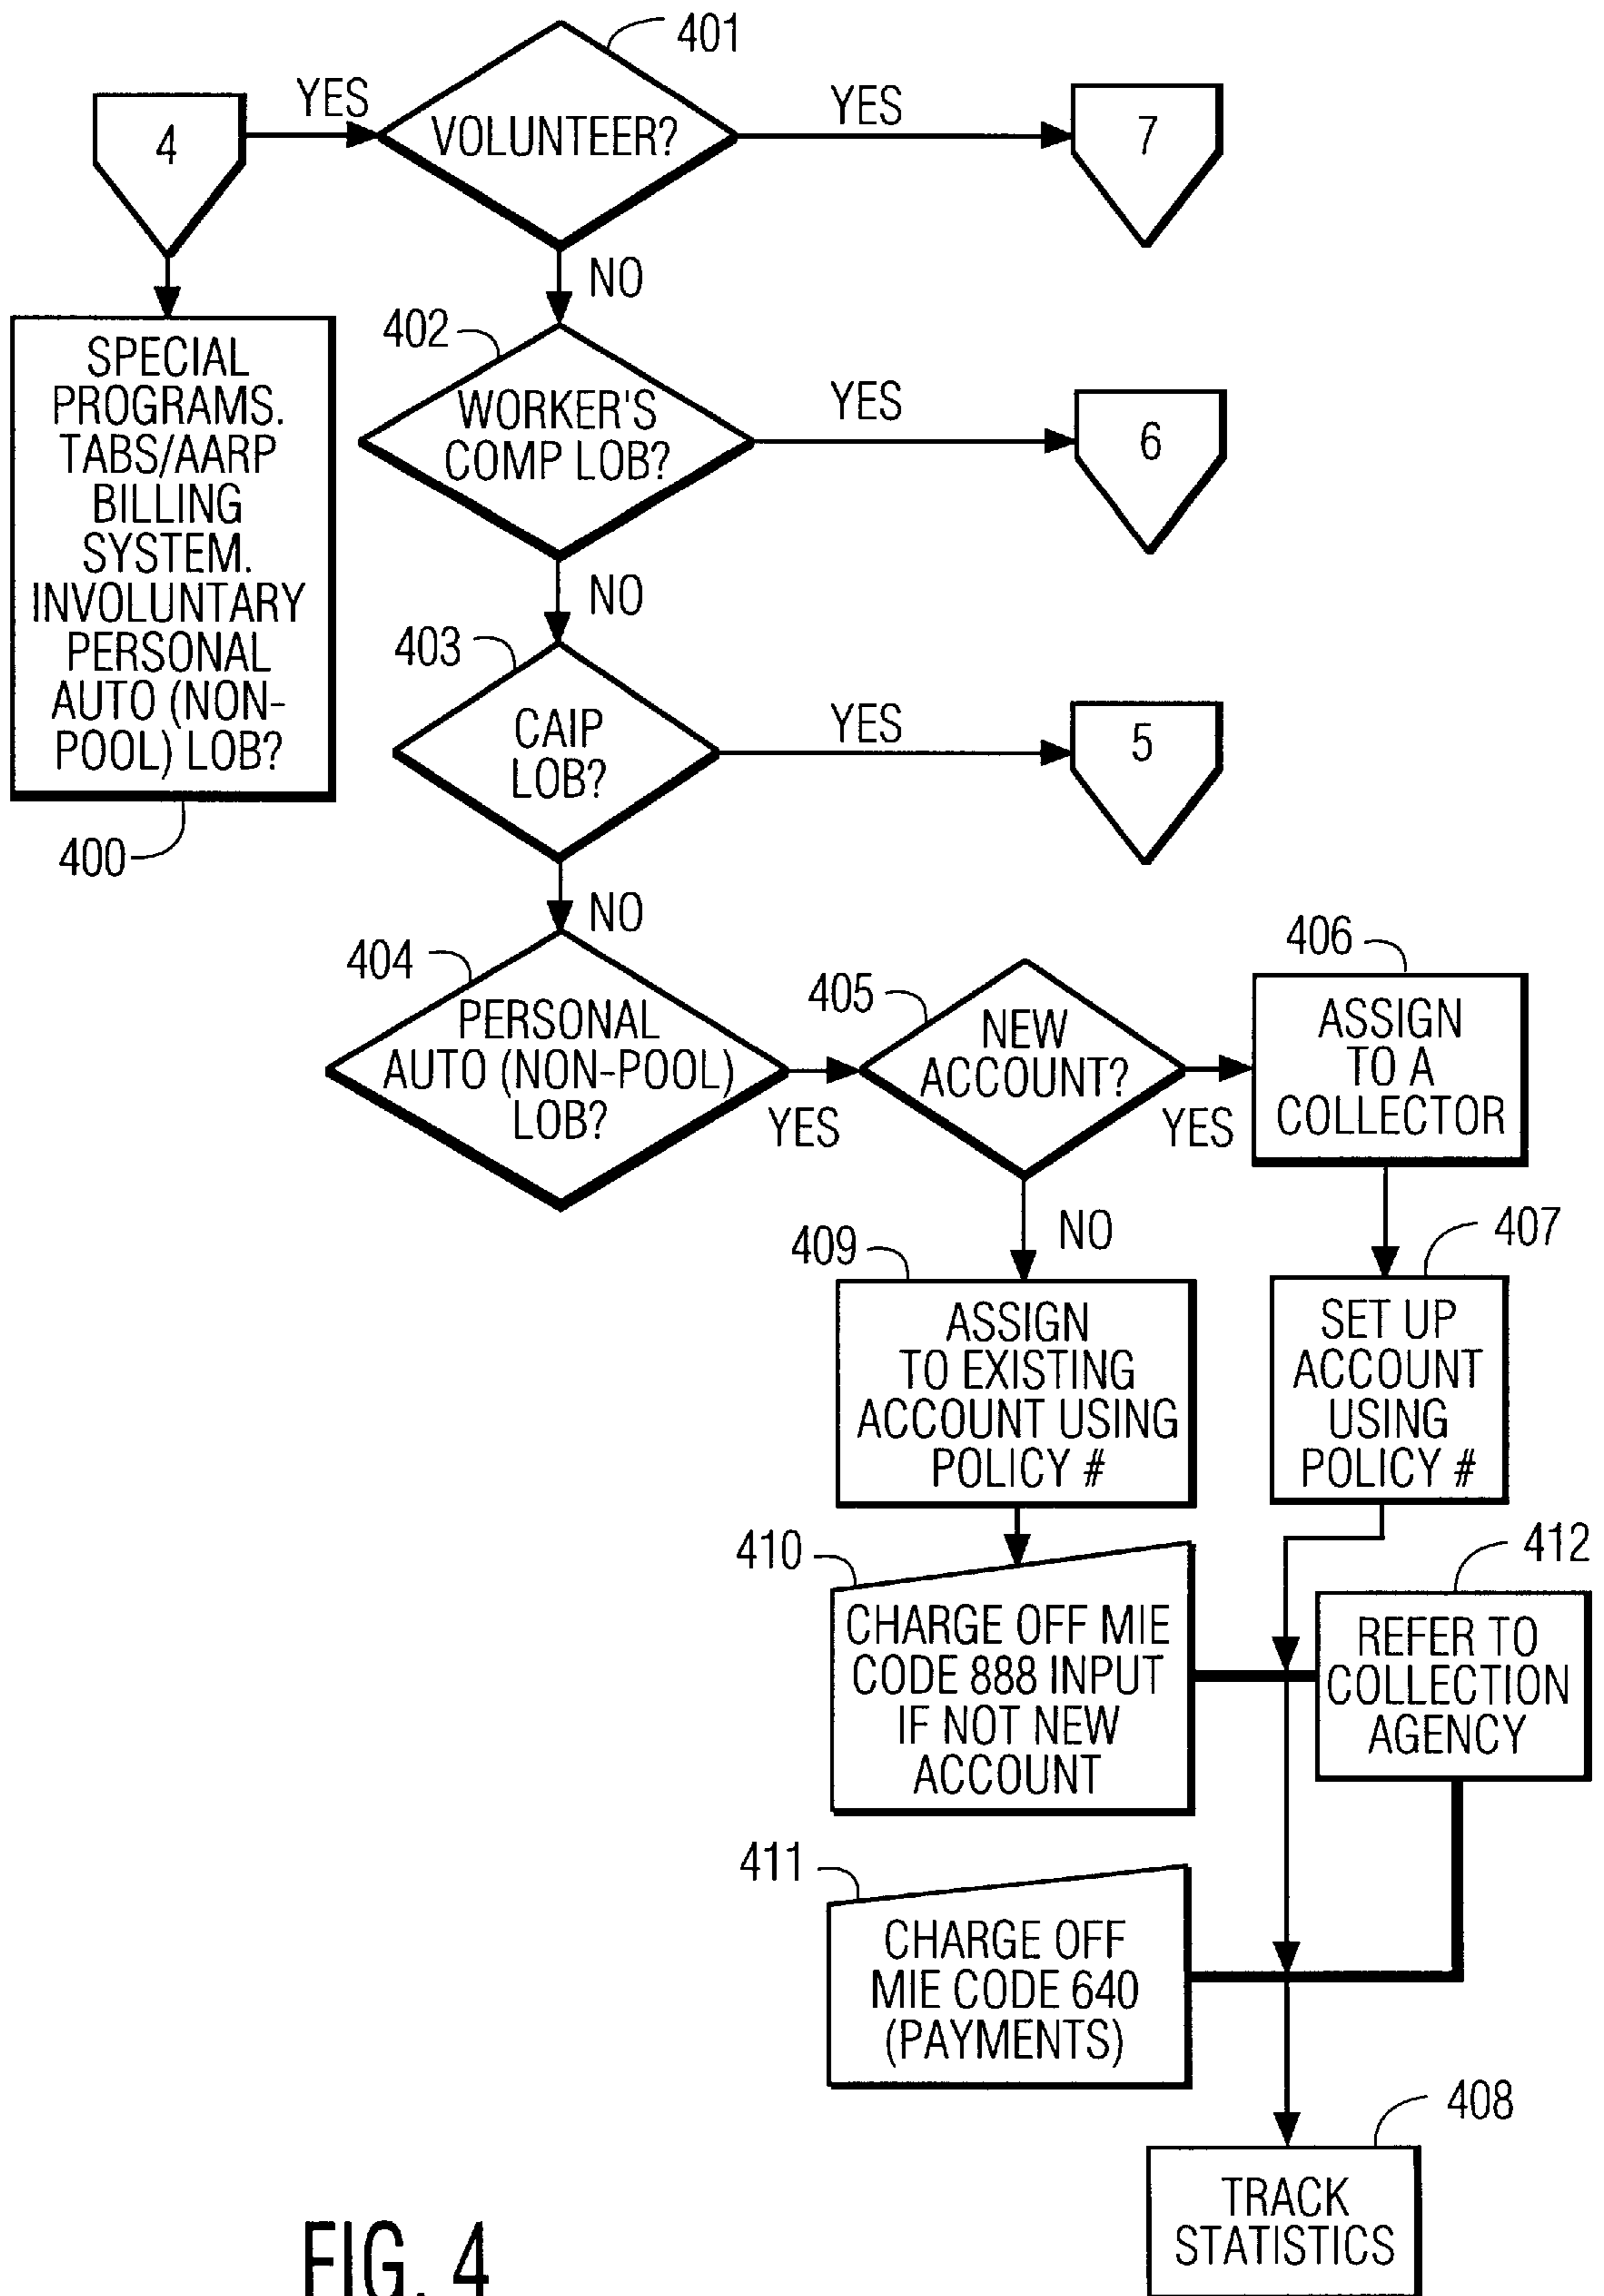 401
YES
YES
4
VOLUNTEER?
7
NO
402
SPECIAL
PROGRAMS.
TABS/AARP
BILLING
SYSTEM.
INVOLUNTARY
PERSONAL
AUTO (NON-
POOL) LOB?
400
WORKER'S
COMP LOB?
YES
6
NO
403
CAIP
LOB?
YES
5
NO
404
PERSONAL
AUTO (NON-POOL)
LOB?
YES
405
NEW
ACCOUNT?
YES
406
ASSIGN
TO A
COLLECTOR
NO
409
ASSIGN
TO EXISTING
ACCOUNT USING
POLICY #
407
SET UP
ACCOUNT
USING
POLICY #
410
CHARGE OFF MIE
CODE 888 INPUT
IF NOT NEW
ACCOUNT
412
REFER TO
COLLECTION
AGENCY
411
CHARGE OFF
MIE CODE 640
(PAYMENTS)
408
TRACK
STATISTICS
FIG. 4